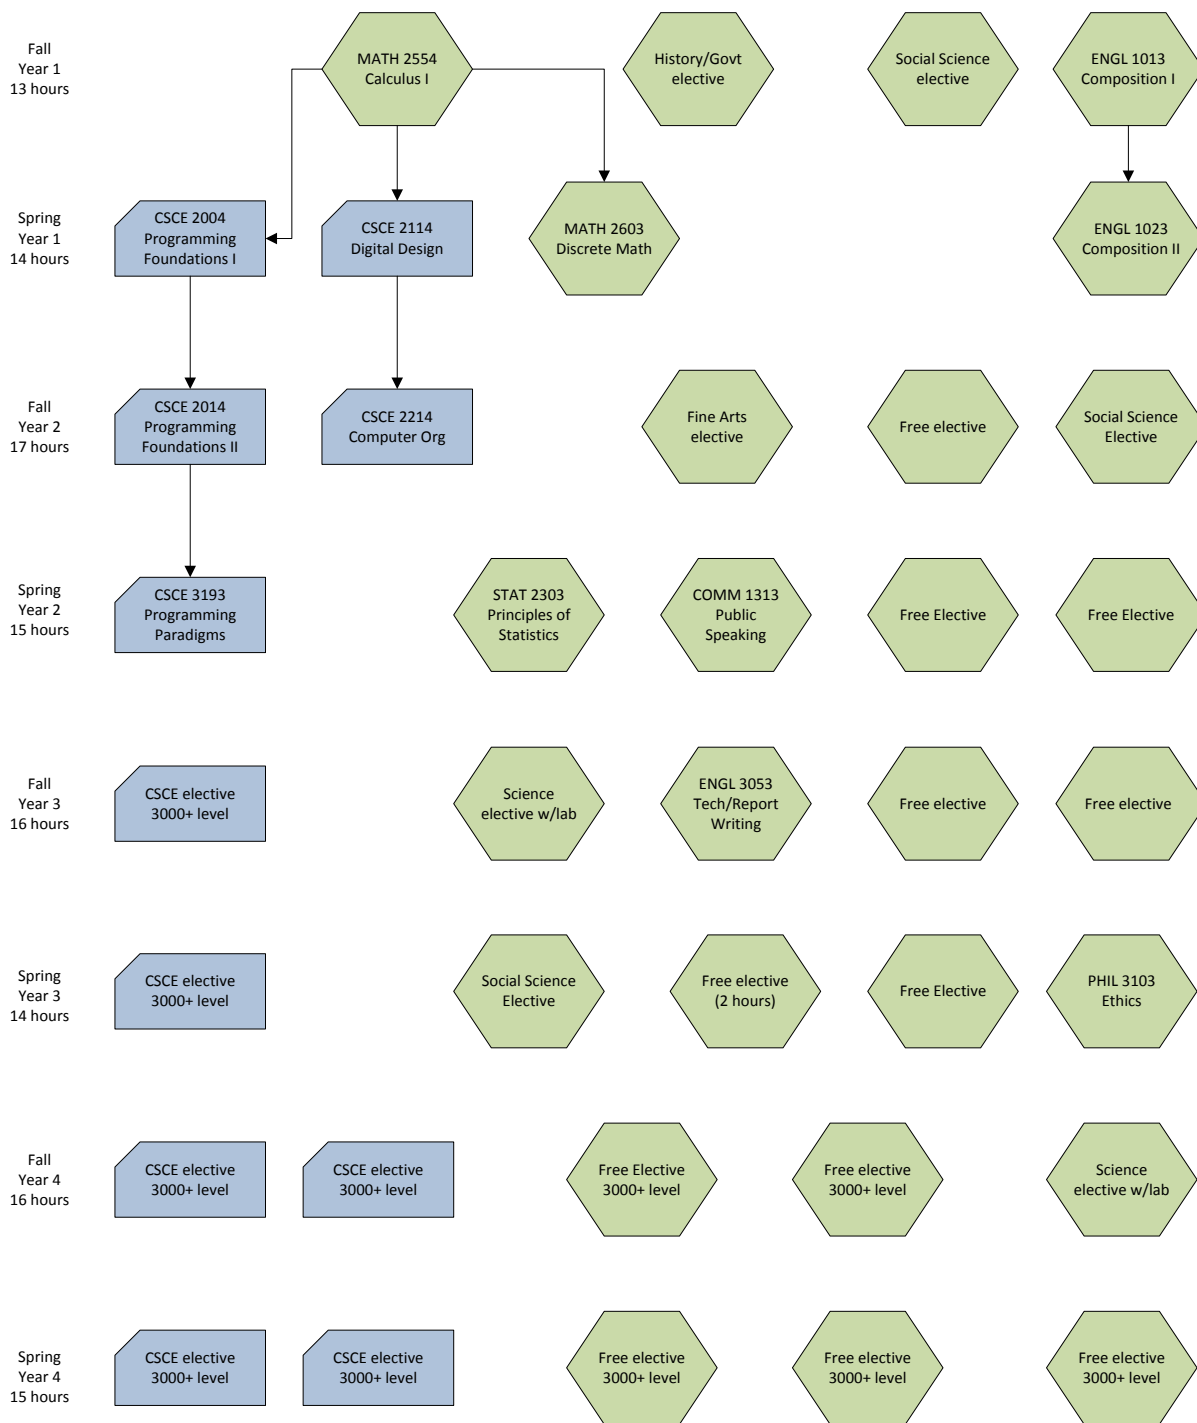 Fall
Year 1
13 hours
MATH 2554
Calculus I
History/Govt
elective
Social Science
elective
ENGL 1013
Composition I
Spring
Year 1
14 hours
CSCE 2004
Programming
Foundations I
CSCE 2114
Digital Design
MATH 2603
Discrete Math
ENGL 1023
Composition II
Fall
Year 2
17 hours
CSCE 2014
Programming
Foundations II
CSCE 2214
Computer Org
Fine Arts
elective
Free elective
Social Science
Elective
Spring
Year 2
15 hours
CSCE 3193
Programming
Paradigms
STAT 2303
Principles of
Statistics
COMM 1313
Public
Speaking
Free Elective
Free Elective
Fall
Year 3
16 hours
CSCE elective
3000+ level
Science
elective w/lab
ENGL 3053
Tech/Report
Writing
Free elective
Free elective
Spring
Year 3
14 hours
CSCE elective
3000+ level
Social Science
Elective
Free elective
(2 hours)
Free Elective
PHIL 3103
Ethics
Fall
Year 4
16 hours
CSCE elective
3000+ level
CSCE elective
3000+ level
Free Elective
3000+ level
Free elective
3000+ level
Science
elective w/lab
Spring
Year 4
15 hours
CSCE elective
3000+ level
CSCE elective
3000+ level
Free elective
3000+ level
Free elective
3000+ level
Free elective
3000+ level